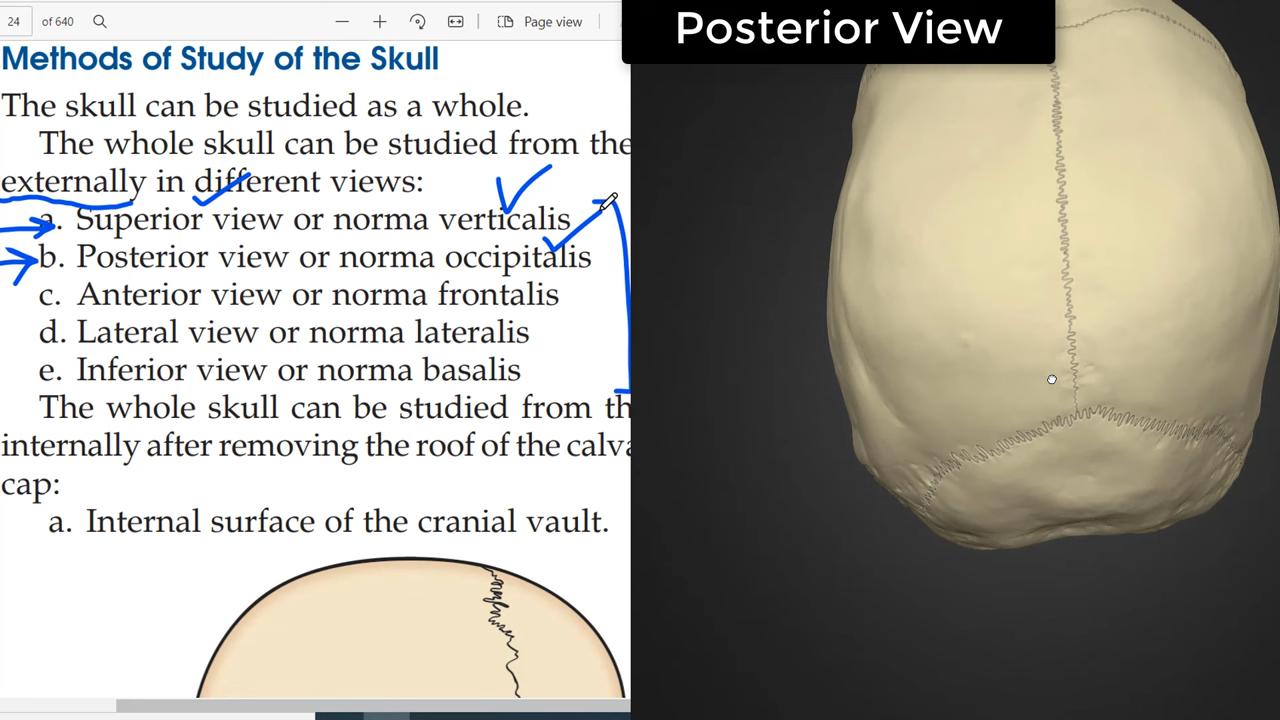 24 of 640
Page view
Posterior View
Methods of Study of the Skull
The skull can be studied as a whole.
The whole skull can be studied from the
externally in different views:
a. Superior view or norma verticalis
b. Posterior view or norma occipitalis
c. Anterior view or norma frontalis
d. Lateral view or norma lateralis
e. Inferior view or norma basalis
The whole skull can be studied from th
internally after removing the roof of the calva
cap:
a. Internal surface of the cranial vault.